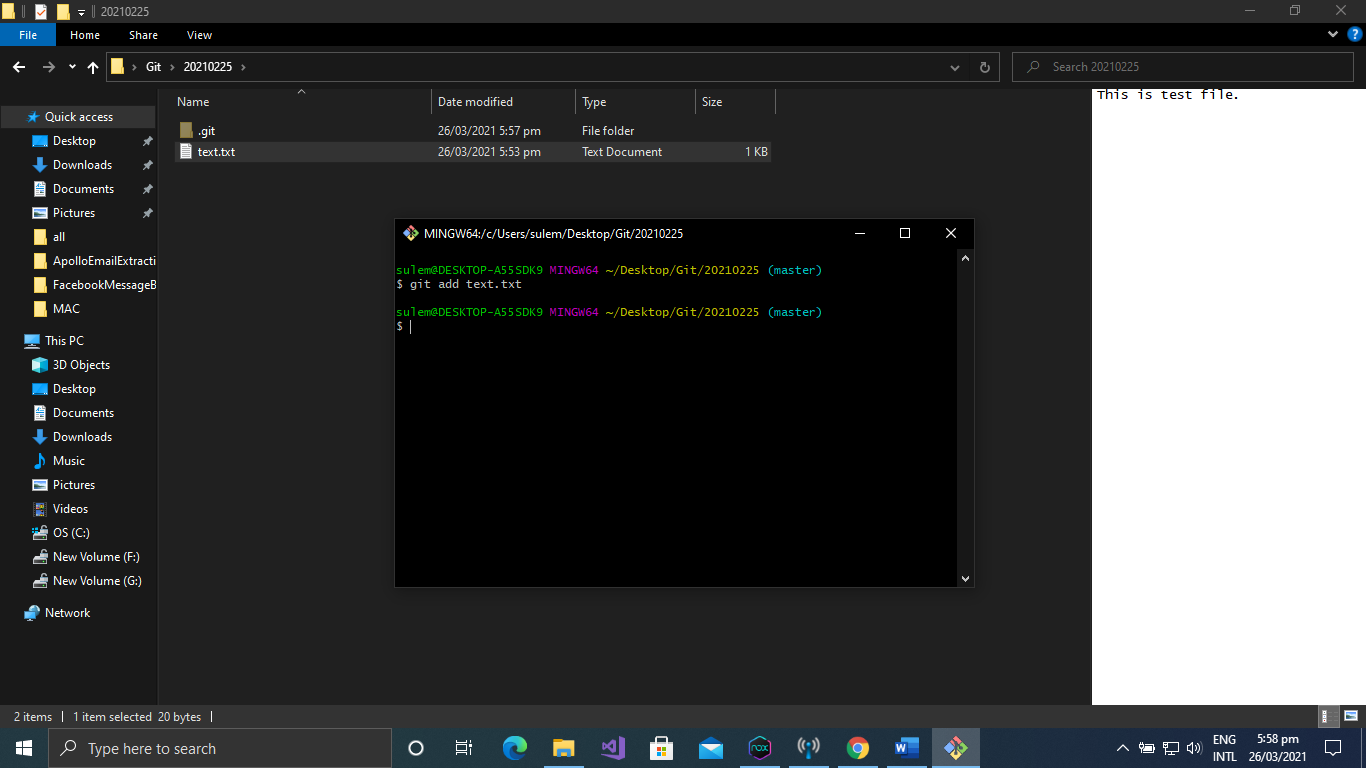 20210225
File Home Share View
Git 20210225
Search 20210225
Name Date modified Type Size
.git 26/03/2021 5:57 pm File folder
text.txt 26/03/2021 5:53 pm Text Document 1 KB
This is test file.
Quick access
Desktop
Downloads
Documents
Pictures
all
ApolloEmailExtracti
FacebookMessageB
MAC
This PC
3D Objects
Desktop
Documents
Downloads
Music
Pictures
Videos
OS (C:)
New Volume (F:)
New Volume (G:)
Network
MINGW64:/c/Users/sulem/Desktop/Git/20210225
sulem@DESKTOP-A55SDK9 MINGW64 ~/Desktop/Git/20210225 (master)
$ git add text.txt
sulem@DESKTOP-A55SDK9 MINGW64 ~/Desktop/Git/20210225 (master)
$
2 items 1 item selected 20 bytes
Type here to search
nox
ENG
INTL
5:58 pm
26/03/2021